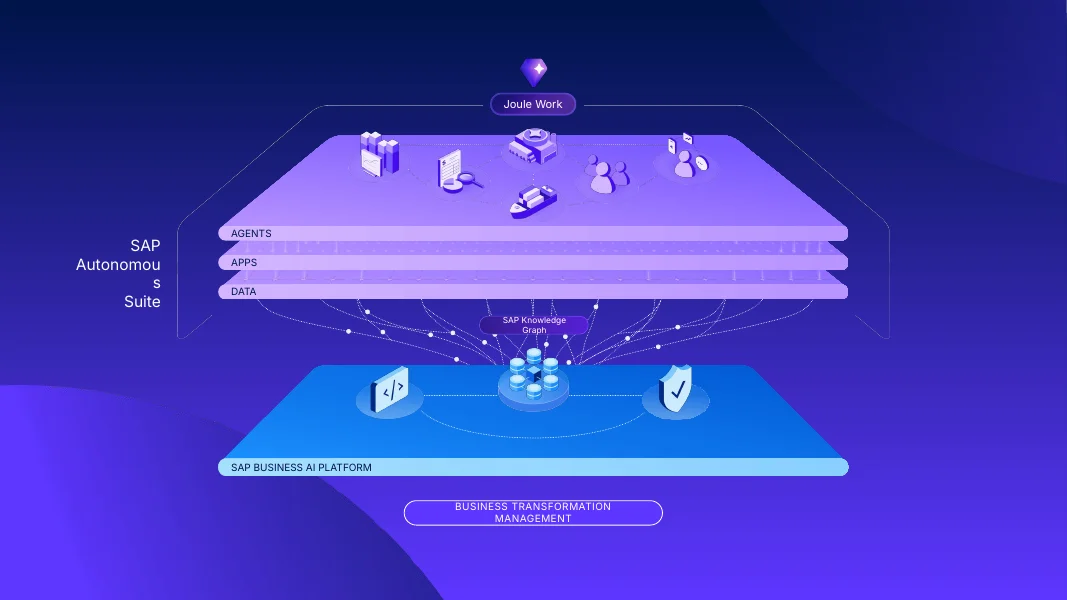 Joule Work
AGENTS
SAP
Autonomou
s
Suite
APPS
DATA
SAP Knowledge
Graph
SAP BUSINESS AI PLATFORM
BUSINESS TRANSFORMATION
MANAGEMENT